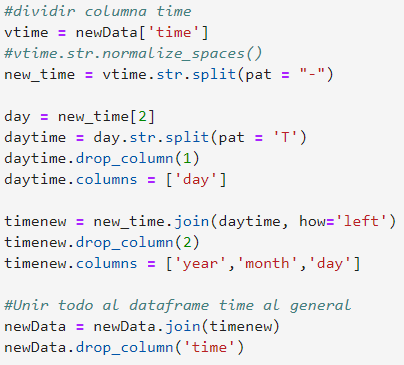 #dividir columna time
vtime = newData['time']
#vtime.str.normalize_spaces()
new_time = vtime.str.split(pat = "-")
day = new_time[2]
daytime = day.str.split(pat = 'T')
daytime.drop_column(1)
daytime.columns = ['day']
timenew = new_time.join(daytime, how='left')
timenew.drop_column(2)
timenew.columns = ['year','month','day']
#Unir todo al dataframe time al general
newData = newData.join(timenew)
newData.drop_column('time')